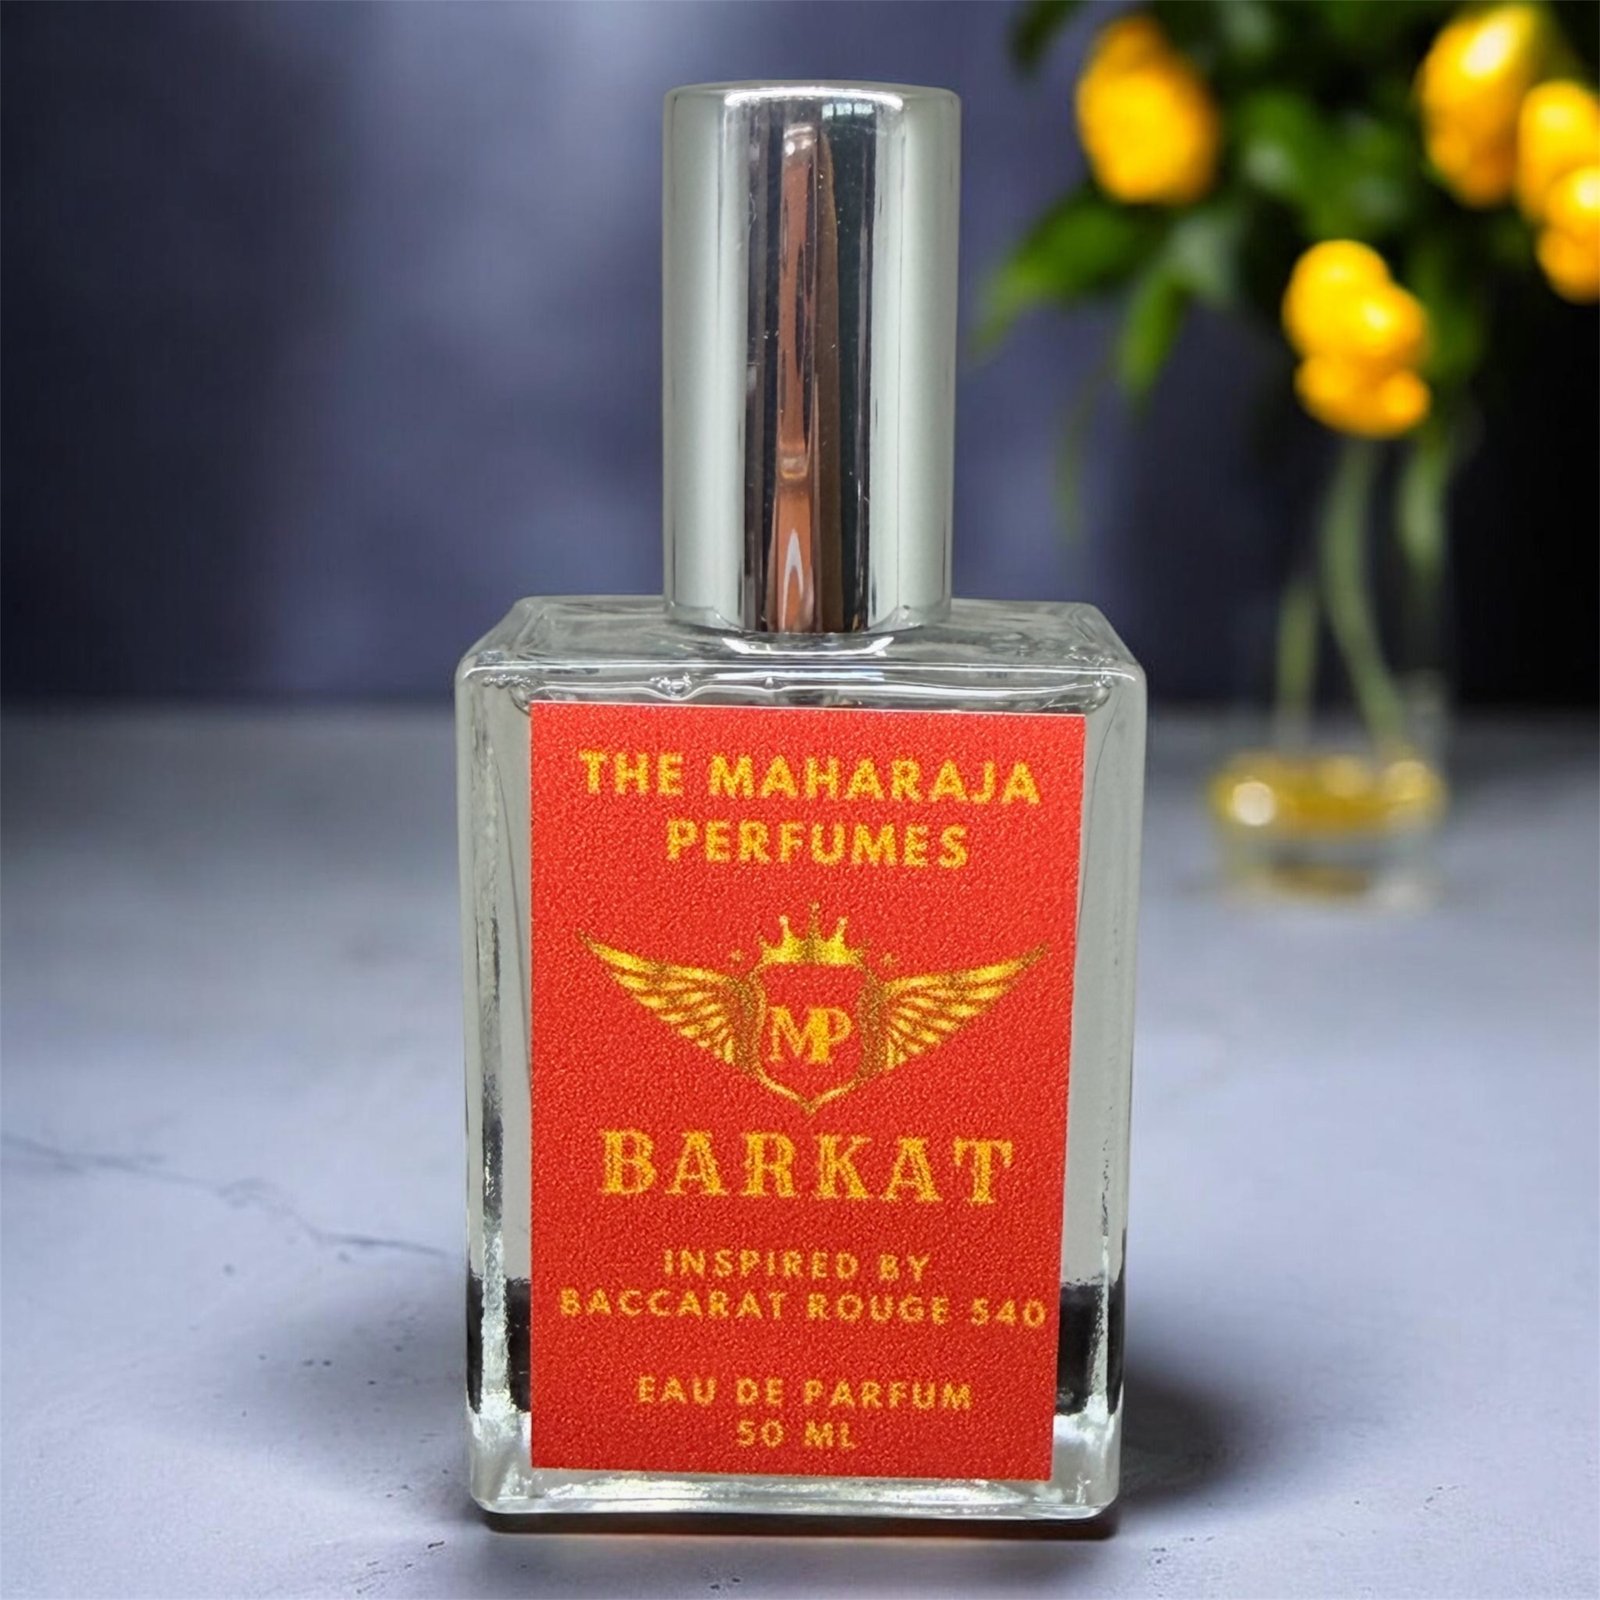 THE MAHARAJA
PERFUMES
MP
BARKAT
INSPIRED BY
BACCARAT ROUGE 540
EAU DE PARFUM
50 ML